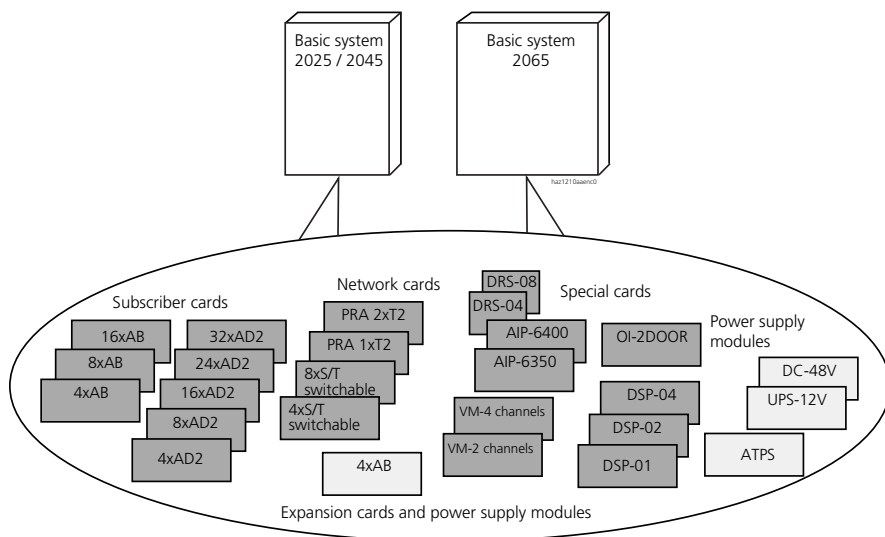 Basic system
2025 / 2045
Basic system
2065
haz1210aaenc0
Subscriber cards
16xAB
8xAB
4xAB
32xAD2
24xAD2
16xAD2
8xAD2
4xAD2
Network cards
PRA 2xT2
PRA 1xT2
8xS/T
switchable
4xS/T
switchable
4xAB
Special cards
DRS-08
DRS-04
AIP-6400
AIP-6350
VM-4 channels
VM-2 channels
OI-2DOOR
DSP-04
DSP-02
DSP-01
Power supply
modules
DC-48V
UPS-12V
ATPS
Expansion cards and power supply modules